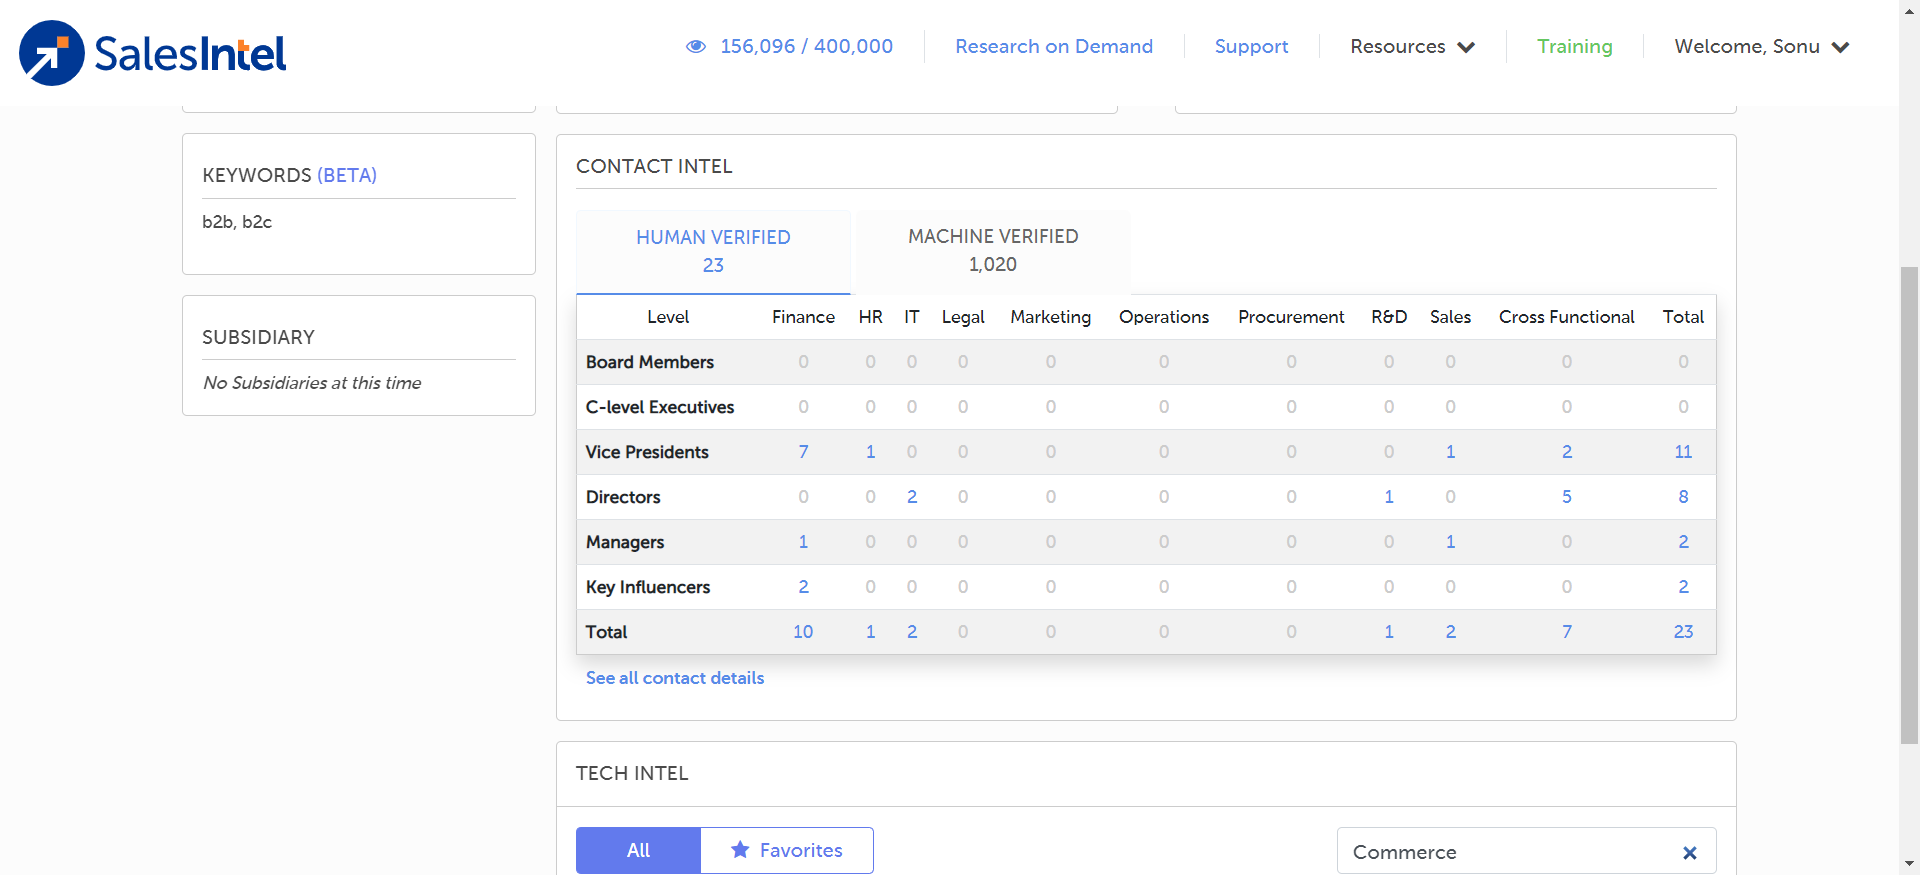 SalesIntel
156,096 / 400,000 Research on Demand Support Resources Training Welcome, Sonu
KEYWORDS (BETA)
b2b, b2c
SUBSIDIARY
No Subsidiaries at this time
CONTACT INTEL
HUMAN VERIFIED
23
MACHINE VERIFIED
1,020
Level Finance HR IT Legal Marketing Operations Procurement R&D Sales Cross Functional Total
Board Members 0 0 0 0 0 0 0 0 0 0 0
C-level Executives 0 0 0 0 0 0 0 0 0 0 0
Vice Presidents 7 1 0 0 0 0 0 0 1 2 11
Directors 0 0 2 0 0 0 0 1 0 5 8
Managers 1 0 0 0 0 0 0 0 1 0 2
Key Influencers 2 0 0 0 0 0 0 0 0 0 2
Total 10 1 2 0 0 0 0 1 2 7 23
See all contact details
TECH INTEL
All Favorites Commerce